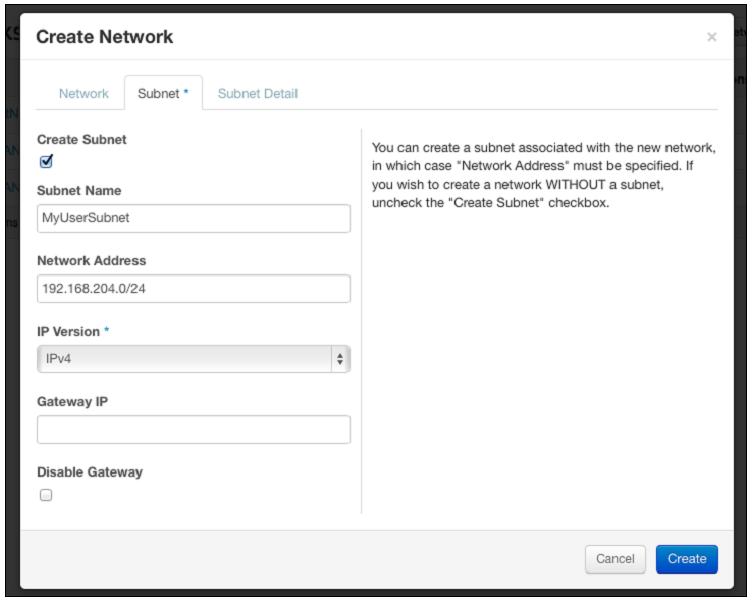 Create Network
×
Network
Subnet *
Subnet Detail
Create Subnet
Subnet Name
MyUserSubnet
Network Address
192.168.204.0/24
IP Version *
IPv4
Gateway IP
Disable Gateway
You can create a subnet associated with the new network,
in which case "Network Address" must be specified. If
you wish to create a network WITHOUT a subnet,
uncheck the "Create Subnet" checkbox.
Cancel
Create